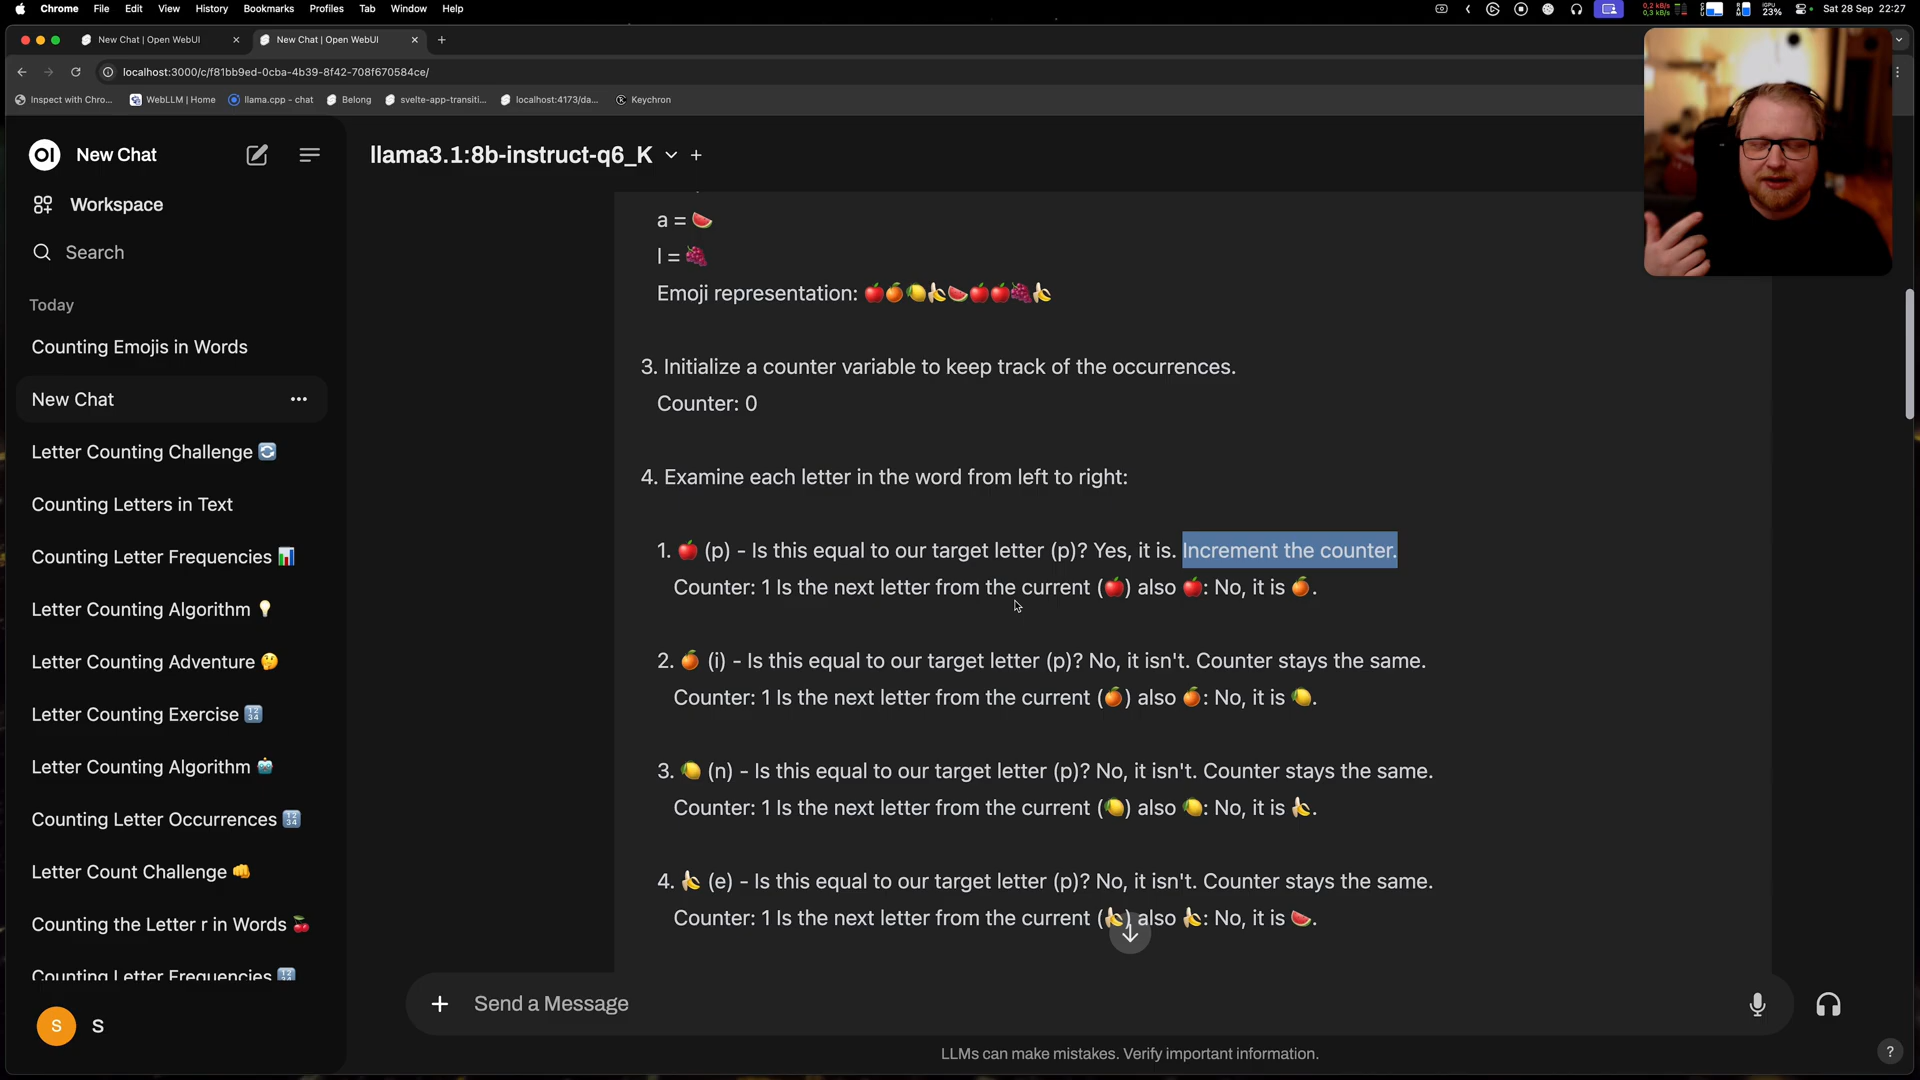 Chrome File Edit View History Bookmarks Profiles Tab Window Help
0,2 kB/s
0,3 kB/s
23%
Sat 28 Sep 22:27
New Chat | Open WebUI
New Chat | Open WebUI
localhost:3000/c/f81bb9ed-0cba-4b39-8f42-708f670584ce/
Inspect with Chro... WebLLM | Home llama.cpp - chat Belong svelte-app-transiti... localhost:4173/da... Keychron
OI New Chat
llama3.1:8b-instruct-q6_K
Workspace
Search
Today
Counting Emojis in Words
New Chat
Letter Counting Challenge 🔄
Counting Letters in Text
Counting Letter Frequencies 📊
Letter Counting Algorithm 💡
Letter Counting Adventure 🤔
Letter Counting Exercise 🔢
Letter Counting Algorithm 🤖
Counting Letter Occurrences 🔢
Letter Count Challenge 👊
Counting the Letter r in Words 🍒
Counting Letter Frequencies 🔢
S S
a = 🍉
l = 🍇
Emoji representation: 🍎🍊🍋🍌🍉🍎🍎🍇🍌
3. Initialize a counter variable to keep track of the occurrences.
Counter: 0
4. Examine each letter in the word from left to right:
1. 🍎 (p) - Is this equal to our target letter (p)? Yes, it is. Increment the counter.
Counter: 1 Is the next letter from the current (🍎) also 🍎: No, it is 🍊.
2. 🍊 (i) - Is this equal to our target letter (p)? No, it isn't. Counter stays the same.
Counter: 1 Is the next letter from the current (🍊) also 🍊: No, it is 🍋.
3. 🍋 (n) - Is this equal to our target letter (p)? No, it isn't. Counter stays the same.
Counter: 1 Is the next letter from the current (🍋) also 🍋: No, it is 🍌.
4. 🍌 (e) - Is this equal to our target letter (p)? No, it isn't. Counter stays the same.
Counter: 1 Is the next letter from the current (🍌) also 🍌: No, it is 🍉.
Send a Message
LLMs can make mistakes. Verify important information.
?